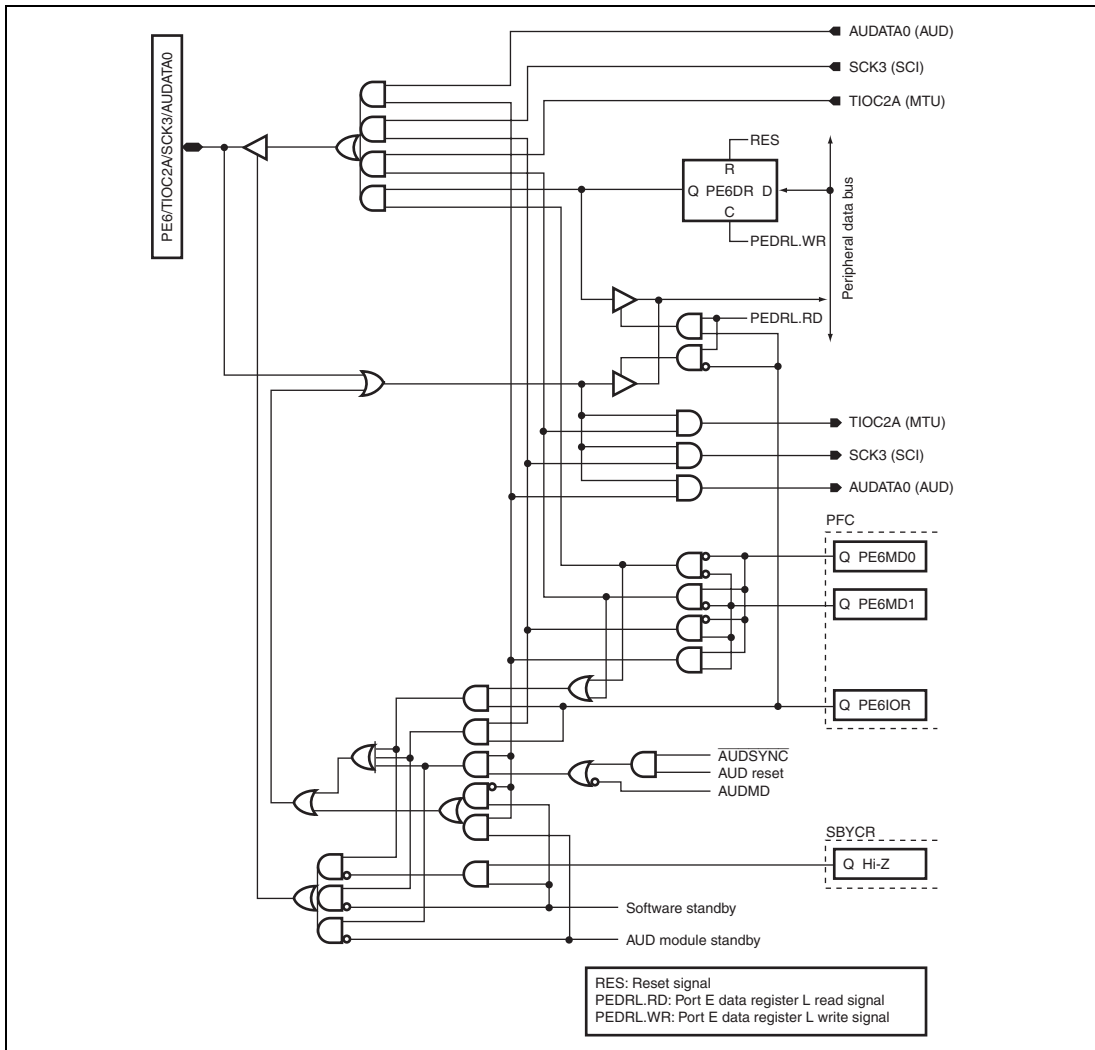 PE6/TIOC2A/SCK3/AUDATA0
AUDATA0 (AUD)
SCK3 (SCI)
TIOC2A (MTU)
RES
R
Q PE6DR D
C
PEDRL.WR
Peripheral data bus
PEDRL.RD
TIOC2A (MTU)
SCK3 (SCI)
AUDATA0 (AUD)
PFC
Q PE6MD0
Q PE6MD1
Q PE6IOR
AUDSYNC
AUD reset
AUDMD
SBYCR
Q Hi-Z
Software standby
AUD module standby
RES: Reset signal
PEDRL.RD: Port E data register L read signal
PEDRL.WR: Port E data register L write signal